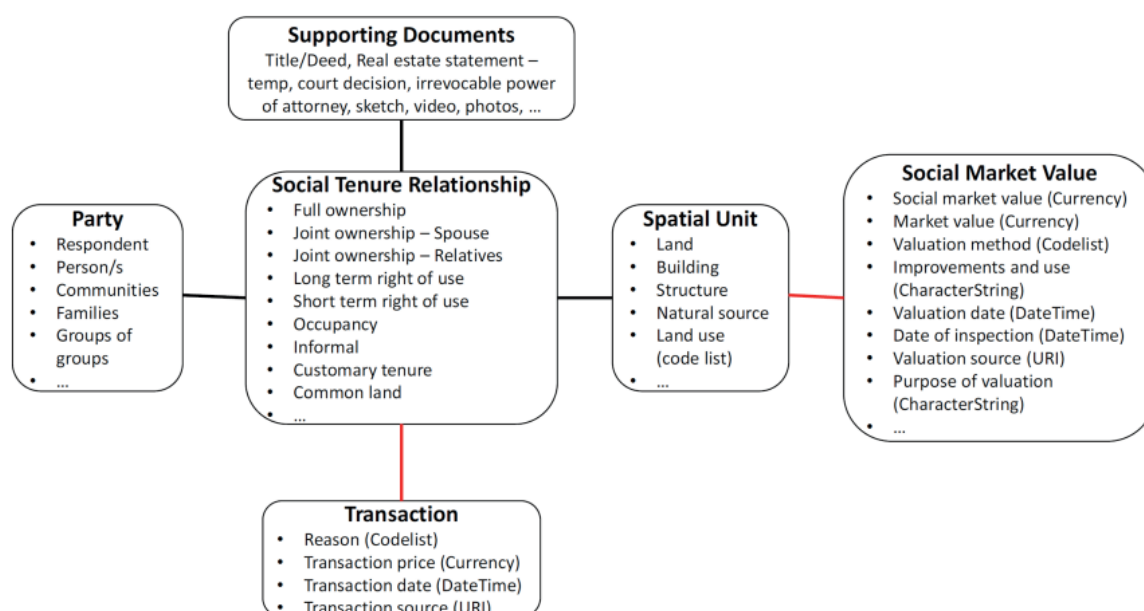 Supporting Documents
Title/Deed, Real estate statement –
temp, court decision, irrevocable power
of attorney, sketch, video, photos, ...
Social Tenure Relationship
• Full ownership
• Joint ownership – Spouse
• Joint ownership – Relatives
• Long term right of use
• Short term right of use
• Occupancy
• Informal
• Customary tenure
• Common land
• ...
Party
• Respondent
• Person/s
• Communities
• Families
• Groups of
groups
• ...
Spatial Unit
• Land
• Building
• Structure
• Natural source
• Land use
(code list)
• ...
Social Market Value
• Social market value (Currency)
• Market value (Currency)
• Valuation method (Codelist)
• Improvements and use
(CharacterString)
• Valuation date (DateTime)
• Date of inspection (DateTime)
• Valuation source (URI)
• Purpose of valuation
(CharacterString)
• ...
Transaction
• Reason (Codelist)
• Transaction price (Currency)
• Transaction date (DateTime)
• Transaction source (URI)